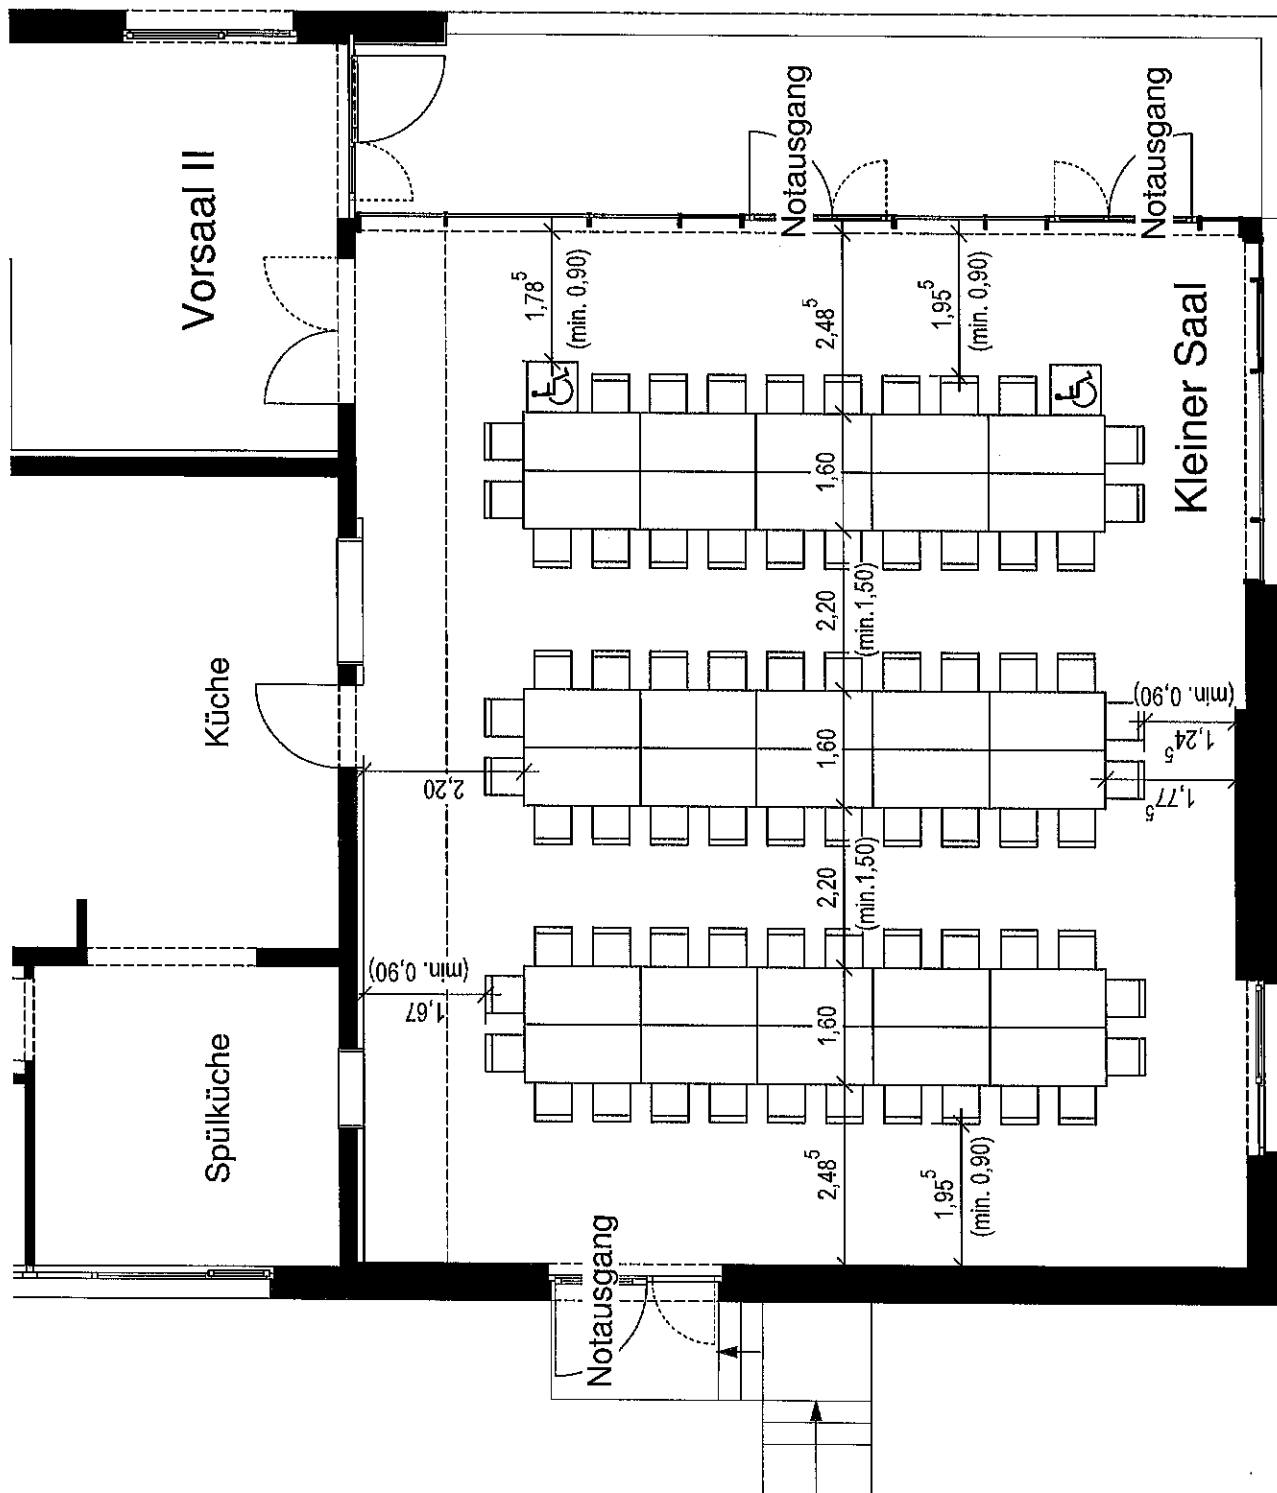 Vorsaal II
Notausgang
Notausgang
1,78⁵
(min. 0,90)
2,48⁵
1,95⁵
(min. 0,90)
Kleiner Saal
1,60
2,20
(min.1,50)
Küche
2,20
1,60
1,24⁵
(min. 0,90)
1,77⁵
2,20
(min.1,50)
1,67
(min. 0,90)
1,60
Spülküche
2,48⁵
1,95⁵
(min. 0,90)
Notausgang